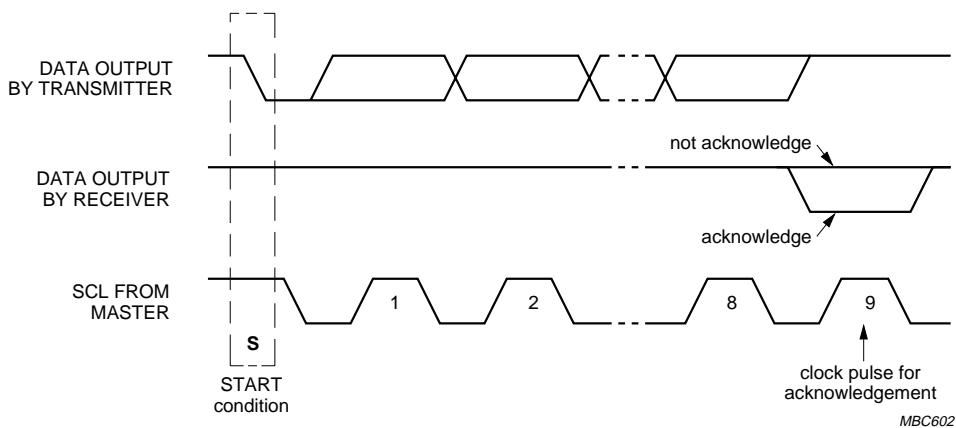 DATA OUTPUT
BY TRANSMITTER
not acknowledge
DATA OUTPUT
BY RECEIVER
acknowledge
SCL FROM
MASTER
1
2
8
9
S
START
condition
clock pulse for
acknowledgement
MBC602